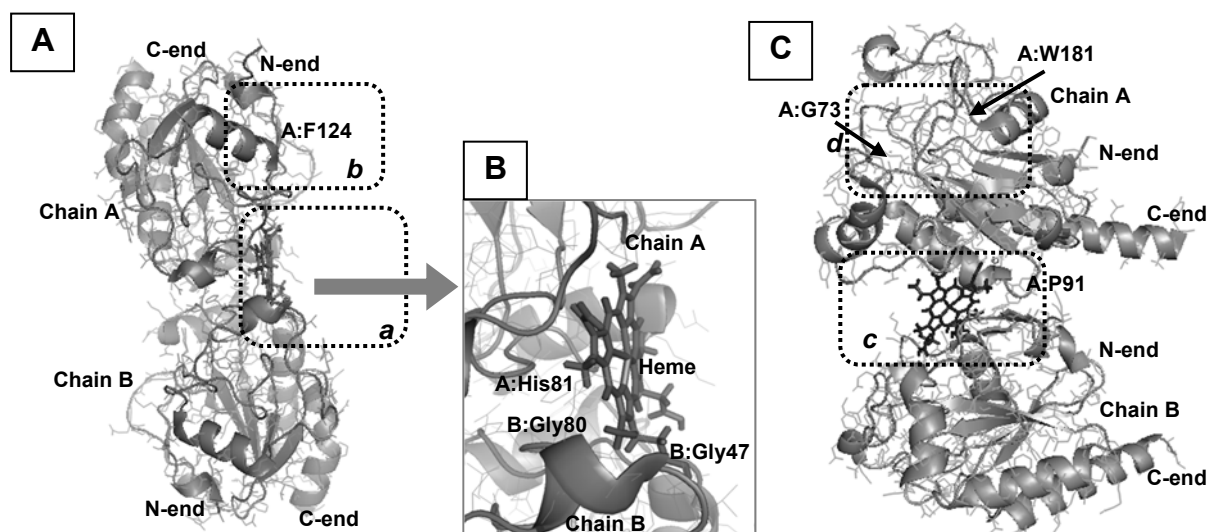 A
C-end
N-end
A:F124
b
Chain A
a
Chain B
N-end
C-end
B
Chain A
Heme
A:His81
B:Gly80
B:Gly47
Chain B
C
A:W181
Chain A
A:G73
d
N-end
C-end
A:P91
c
N-end
Chain B
C-end